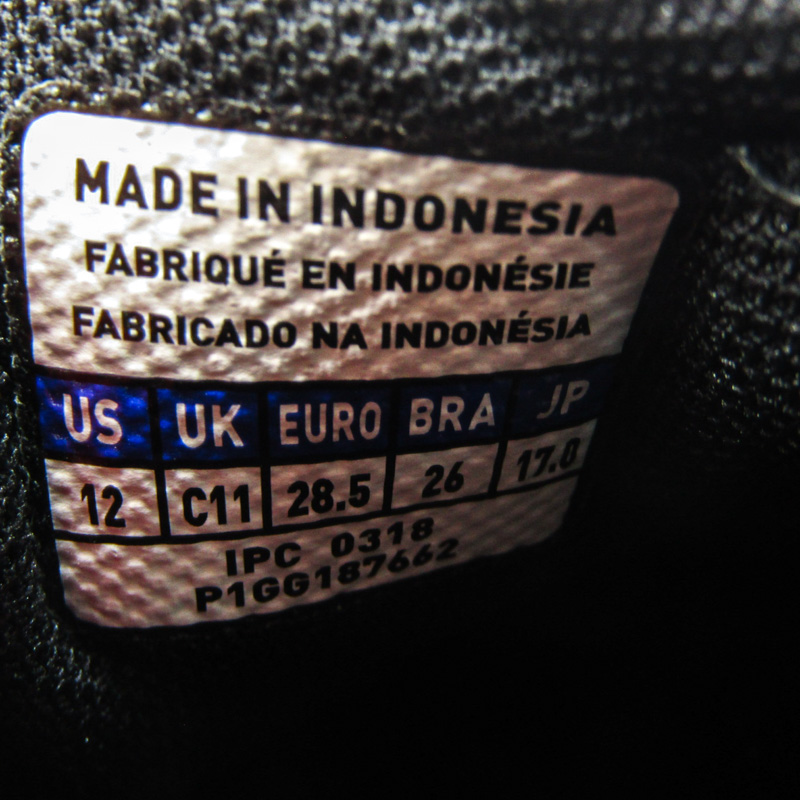 MADE IN INDONESIA
FABRIQUÉ EN INDONÉSIE
FABRICADO NA INDONÉSIA
US UK EURO BRA JP
12 C11 28.5 26 17.0
IPC 0318
P1GG187662